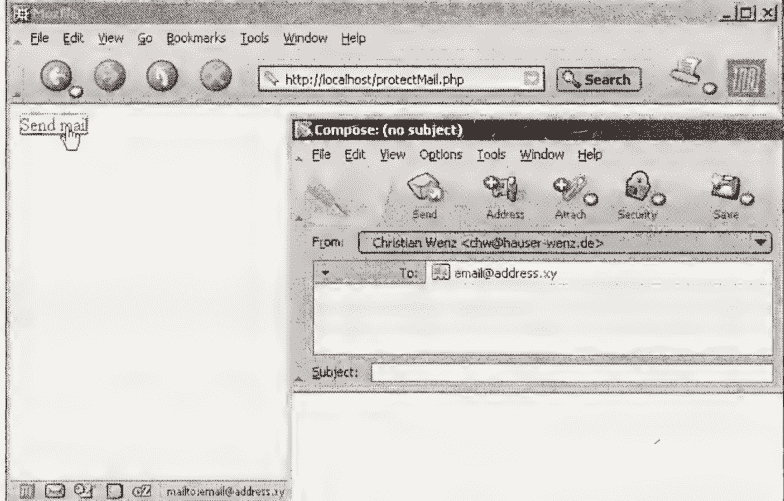 Mozilla
File Edit View Go Bookmarks Tools Window Help
http://localhost/protectMail.php
Search
Send mail
Compose: (no subject)
File Edit View Options Tools Window Help
Send Address Attach Security Save
From: Christian Wenz <chw@hauser-wenz.de>
To: email@address.xy
Subject:
mailto:email@address.xy